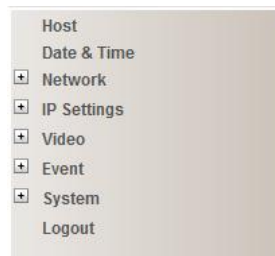 Host
Date & Time
Network
IP Settings
Video
Event
System
Logout